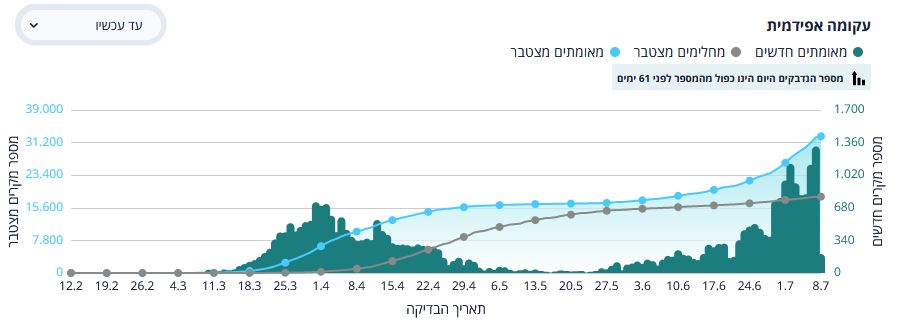 עד עכשיו
עקומה אפידמית
מאומתים חדשים מחלימים מצטבר מאומתים מצטבר
מספר הנדבקים היום הינו כפול מהמספר לפני 61 ימים
39.000 1.700
31.200 1.360
23.400 1.020
15.600 680
7.800 340
0 0
מספר מקרים מצטבר
מספר מקרים חדשים
12.2 19.2 26.2 4.3 11.3 18.3 25.3 1.4 8.4 15.4 22.4 29.4 6.5 13.5 20.5 27.5 3.6 10.6 17.6 24.6 1.7 8.7
תאריך הבדיקה